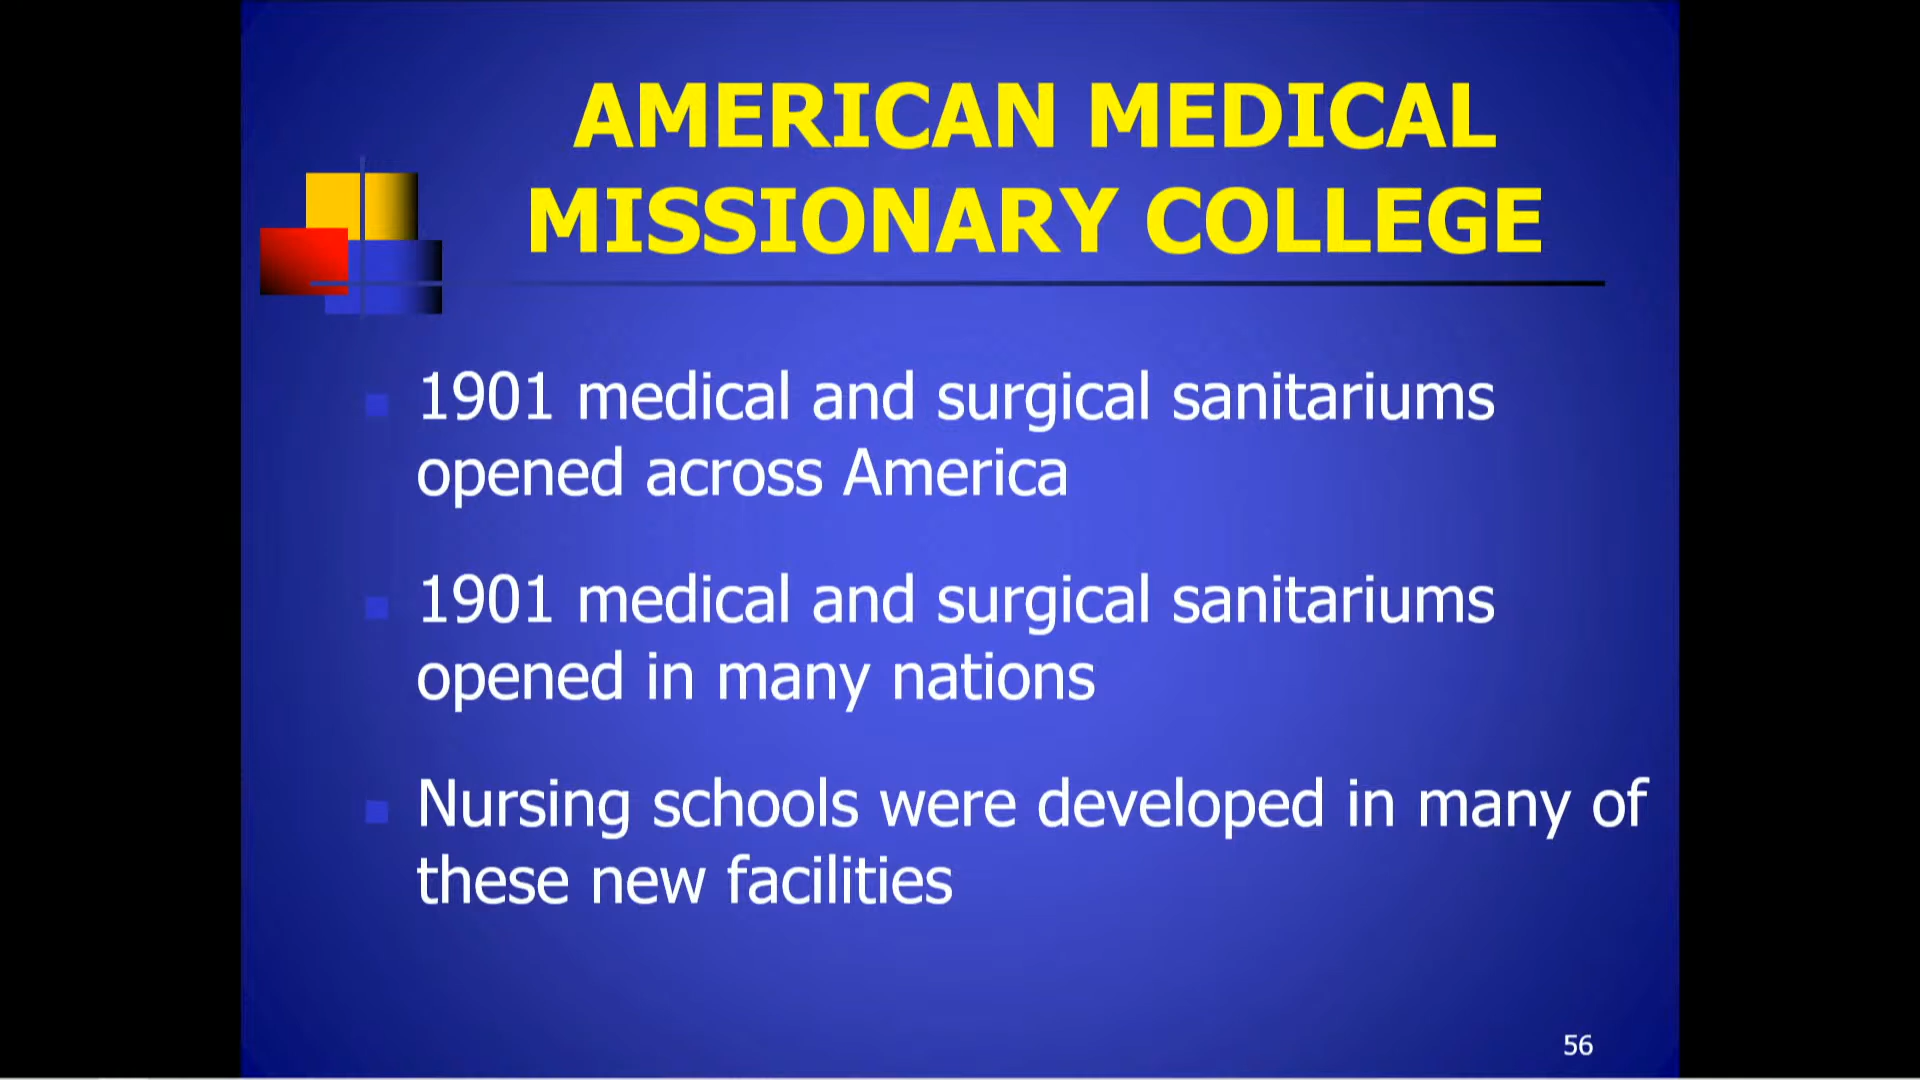 AMERICAN MEDICAL
MISSIONARY COLLEGE
1901 medical and surgical sanitariums
opened across America
1901 medical and surgical sanitariums
opened in many nations
Nursing schools were developed in many of
these new facilities
56